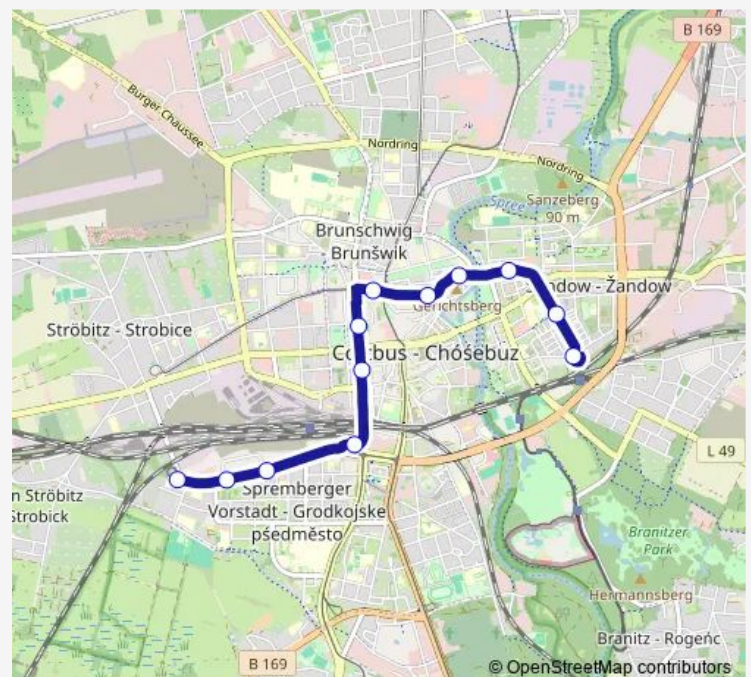 B 169
Burger Chaussee
Nordring
Nordring
Sanzeberg
90 m
Spree
Brunschwig
Brunšwik
ndow - Žandow
Gerichtsberg
Ströbitz - Strobice
C tbus - Chóśebuz
L 49
n Ströbitz
Strobick
Spremberger
Vorstadt - Grodkojske
pśedměsto
Branitzer
Park
Hermannsberg
Branitz - Rogeńc
B 169
© OpenStreetMap contributors